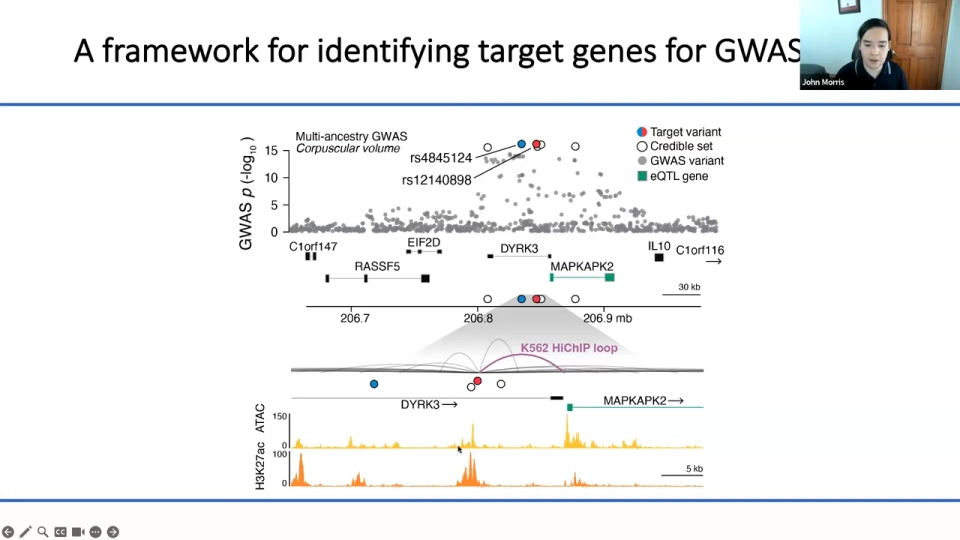 A framework for identifying target genes for GWAS
John Morris
Multi-ancestry GWAS
Corpuscular volume
Target variant
Credible set
GWAS variant
eQTL gene
rs4845124
rs12140898
GWAS p (-log10)
15
10
5
0
C1orf147
EIF2D
DYRK3
IL10
C1orf116
RASSF5
MAPKAPK2
30 kb
206.7
206.8
206.9 mb
K562 HiChIP loop
DYRK3
MAPKAPK2
ATAC
150
0
H3K27ac
100
0
5 kb
CC